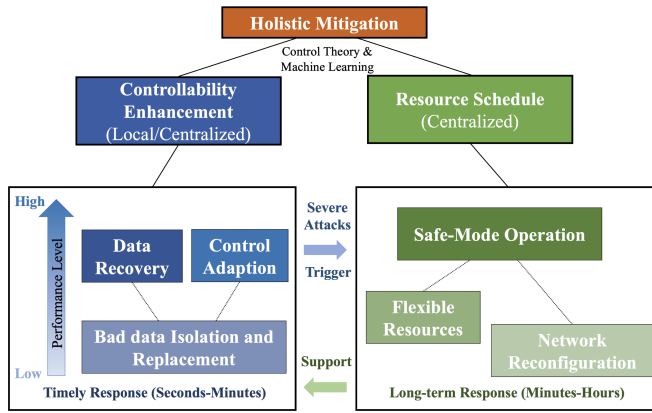 Holistic Mitigation
Control Theory &
Machine Learning
Controllability
Enhancement
(Local/Centralized)
Resource Schedule
(Centralized)
High
Performance Level
Low
Data
Recovery
Control
Adaption
Bad data Isolation and
Replacement
Timely Response (Seconds-Minutes)
Severe
Attacks
Trigger
Support
Safe-Mode Operation
Flexible
Resources
Network
Reconfiguration
Long-term Response (Minutes-Hours)